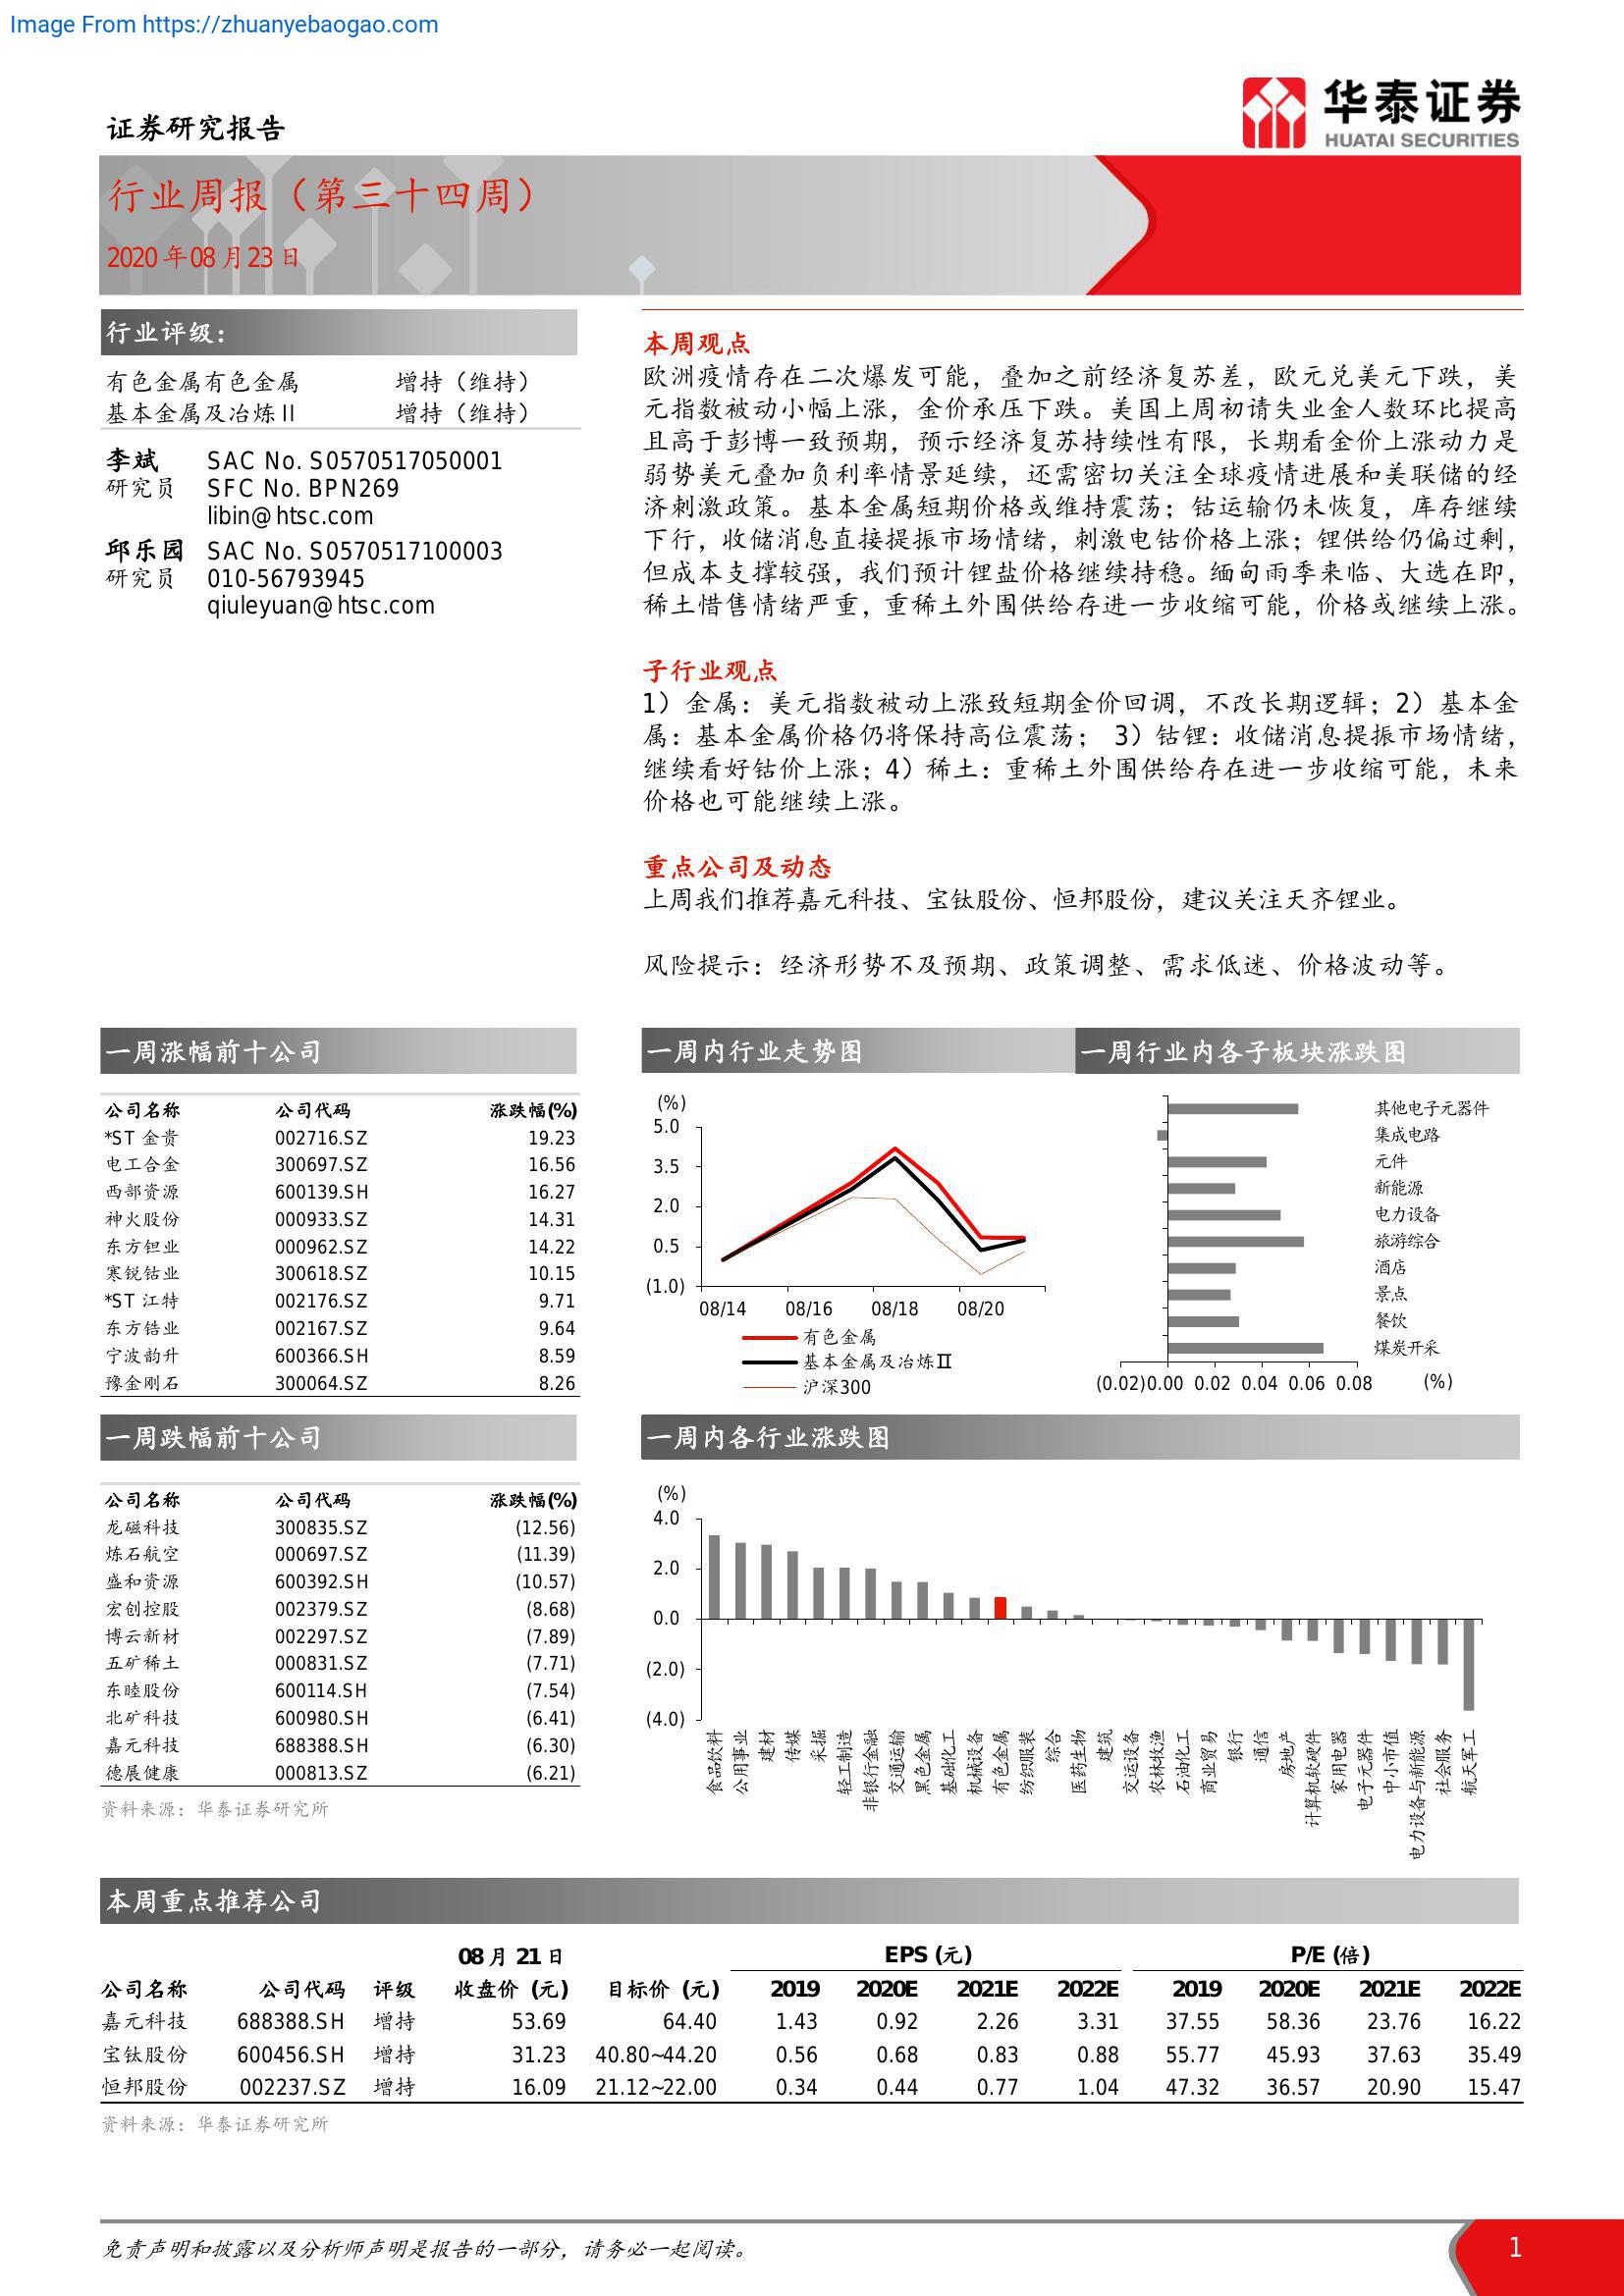 Image From https://zhuanyebaogao.com
华泰证券
HUATAI SECURITIES
证券研究报告
行业周报（第三十四周）
2020年08月23日
行业评级：
有色金属有色金属 增持（维持）
基本金属及冶炼II 增持（维持）
李斌 SAC No. S0570517050001
研究员 SFC No. BPN269
libin@htsc.com
邱乐园 SAC No. S0570517100003
研究员 010-56793945
qiuleyuan@htsc.com
本周观点
欧洲疫情存在二次爆发可能，叠加之前经济复苏差，欧元兑美元下跌，美
元指数被动小幅上涨，金价承压下跌。美国上周初请失业金人数环比提高
且高于彭博一致预期，预示经济复苏持续性有限，长期看金价上涨动力是
弱势美元叠加负利率情景延续，还需密切关注全球疫情进展和美联储的经
济刺激政策。基本金属短期价格或维持震荡；钴运输仍未恢复，库存继续
下行，收储消息直接提振市场情绪，刺激电钴价格上涨；锂供给仍偏过剩，
但成本支撑较强，我们预计锂盐价格继续持稳。缅甸雨季来临、大选在即，
稀土惜售情绪严重，重稀土外围供给存进一步收缩可能，价格或继续上涨。
子行业观点
1）金属：美元指数被动上涨致短期金价回调，不改长期逻辑；2）基本金
属：基本金属价格仍将保持高位震荡； 3）钴锂：收储消息提振市场情绪，
继续看好钴价上涨；4）稀土：重稀土外围供给存在进一步收缩可能，未来
价格也可能继续上涨。
重点公司及动态
上周我们推荐嘉元科技、宝钛股份、恒邦股份，建议关注天齐锂业。
风险提示：经济形势不及预期、政策调整、需求低迷、价格波动等。
一周涨幅前十公司
公司名称 公司代码 涨跌幅(%)
*ST 金贵 002716.SZ 19.23
电工合金 300697.SZ 16.56
西部资源 600139.SH 16.27
神火股份 000933.SZ 14.31
东方钽业 000962.SZ 14.22
寒锐钴业 300618.SZ 10.15
*ST 江特 002176.SZ 9.71
东方锆业 002167.SZ 9.64
宁波韵升 600366.SH 8.59
豫金刚石 300064.SZ 8.26
一周内行业走势图
(%)
5.0
3.5
2.0
0.5
(1.0)
08/14 08/16 08/18 08/20
有色金属
基本金属及冶炼II
沪深300
一周行业内各子板块涨跌图
其他电子元器件
集成电路
元件
新能源
电力设备
旅游综合
酒店
景点
餐饮
煤炭开采
(0.02) 0.00 0.02 0.04 0.06 0.08 (%)
一周跌幅前十公司
公司名称 公司代码 涨跌幅(%)
龙磁科技 300835.SZ (12.56)
炼石航空 000697.SZ (11.39)
盛和资源 600392.SH (10.57)
宏创控股 002379.SZ (8.68)
博云新材 002297.SZ (7.89)
五矿稀土 000831.SZ (7.71)
东睦股份 600114.SH (7.54)
北矿科技 600980.SH (6.41)
嘉元科技 688388.SH (6.30)
德展健康 000813.SZ (6.21)
资料来源：华泰证券研究所
一周内各行业涨跌图
(%)
4.0
2.0
0.0
(2.0)
(4.0)
食品饮料
公用事业
建材
传媒
采掘
轻工制造
非银行金融
交通运输
黑色金属
基础化工
机械设备
有色金属
纺织服装
综合
医药生物
建筑
交运设备
农林牧渔
石油化工
商业贸易
银行
通信
房地产
计算机软硬件
家用电器
电子元器件
中小市值
电力设备与新能源
社会服务
航天军工
本周重点推荐公司
08月21日 EPS (元) P/E (倍)
公司名称 公司代码 评级 收盘价 (元) 目标价 (元) 2019 2020E 2021E 2022E 2019 2020E 2021E 2022E
嘉元科技 688388.SH 增持 53.69 64.40 1.43 0.92 2.26 3.31 37.55 58.36 23.76 16.22
宝钛股份 600456.SH 增持 31.23 40.80~44.20 0.56 0.68 0.83 0.88 55.77 45.93 37.63 35.49
恒邦股份 002237.SZ 增持 16.09 21.12~22.00 0.34 0.44 0.77 1.04 47.32 36.57 20.90 15.47
资料来源：华泰证券研究所
免责声明和披露以及分析师声明是报告的一部分，请务必一起阅读。 1